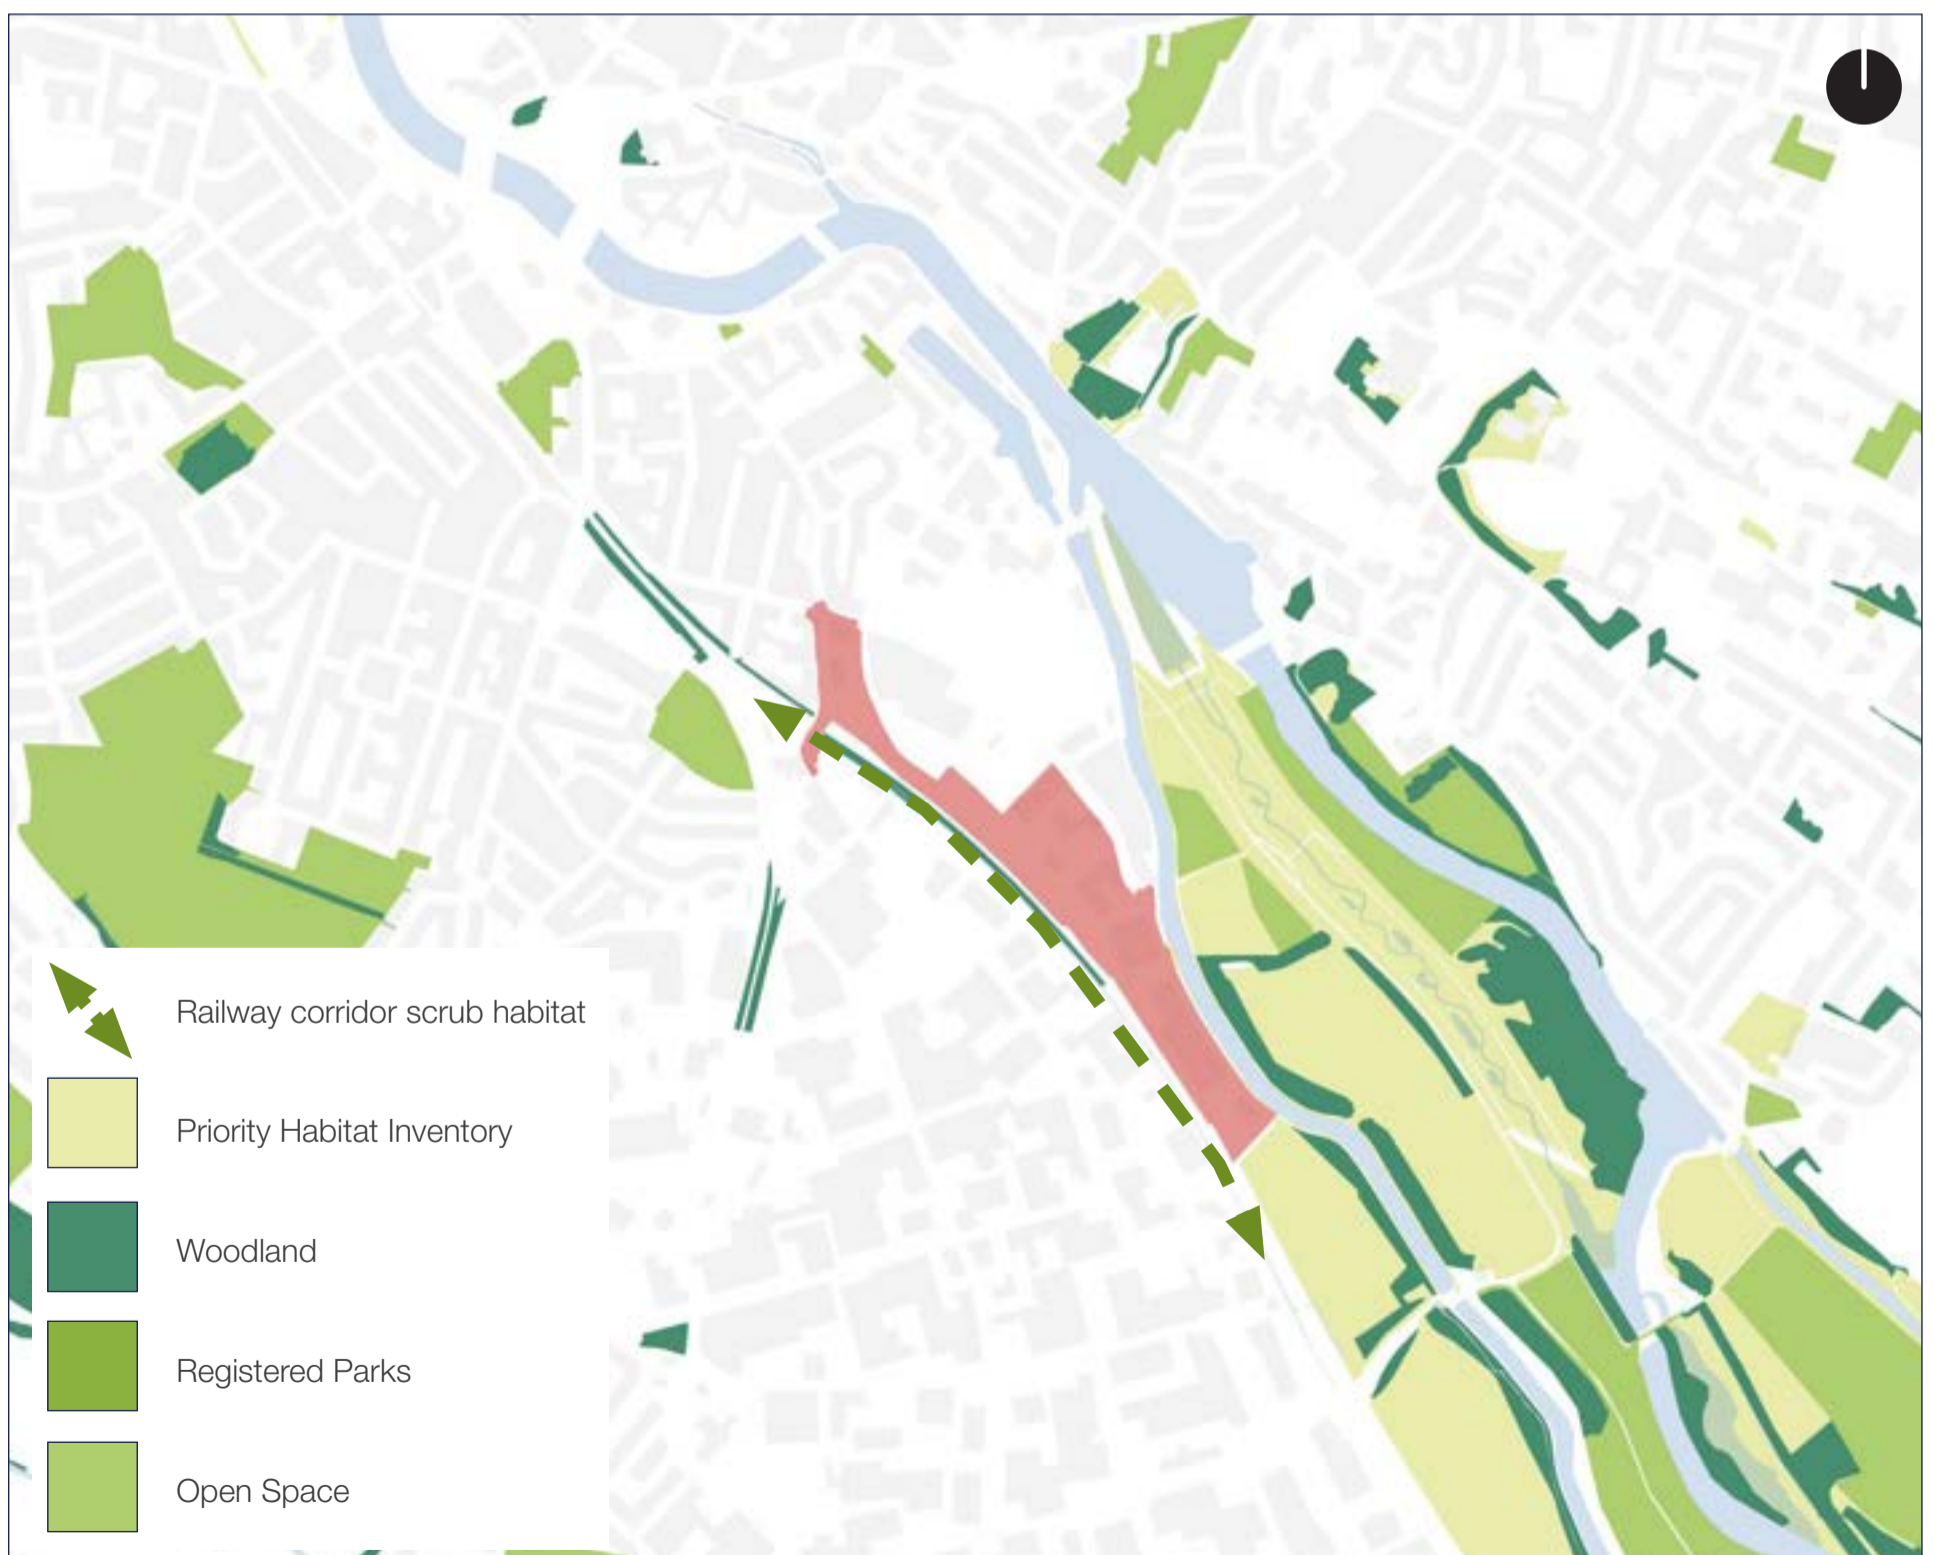 Railway corridor scrub habitat
Priority Habitat Inventory
Woodland
Registered Parks
Open Space